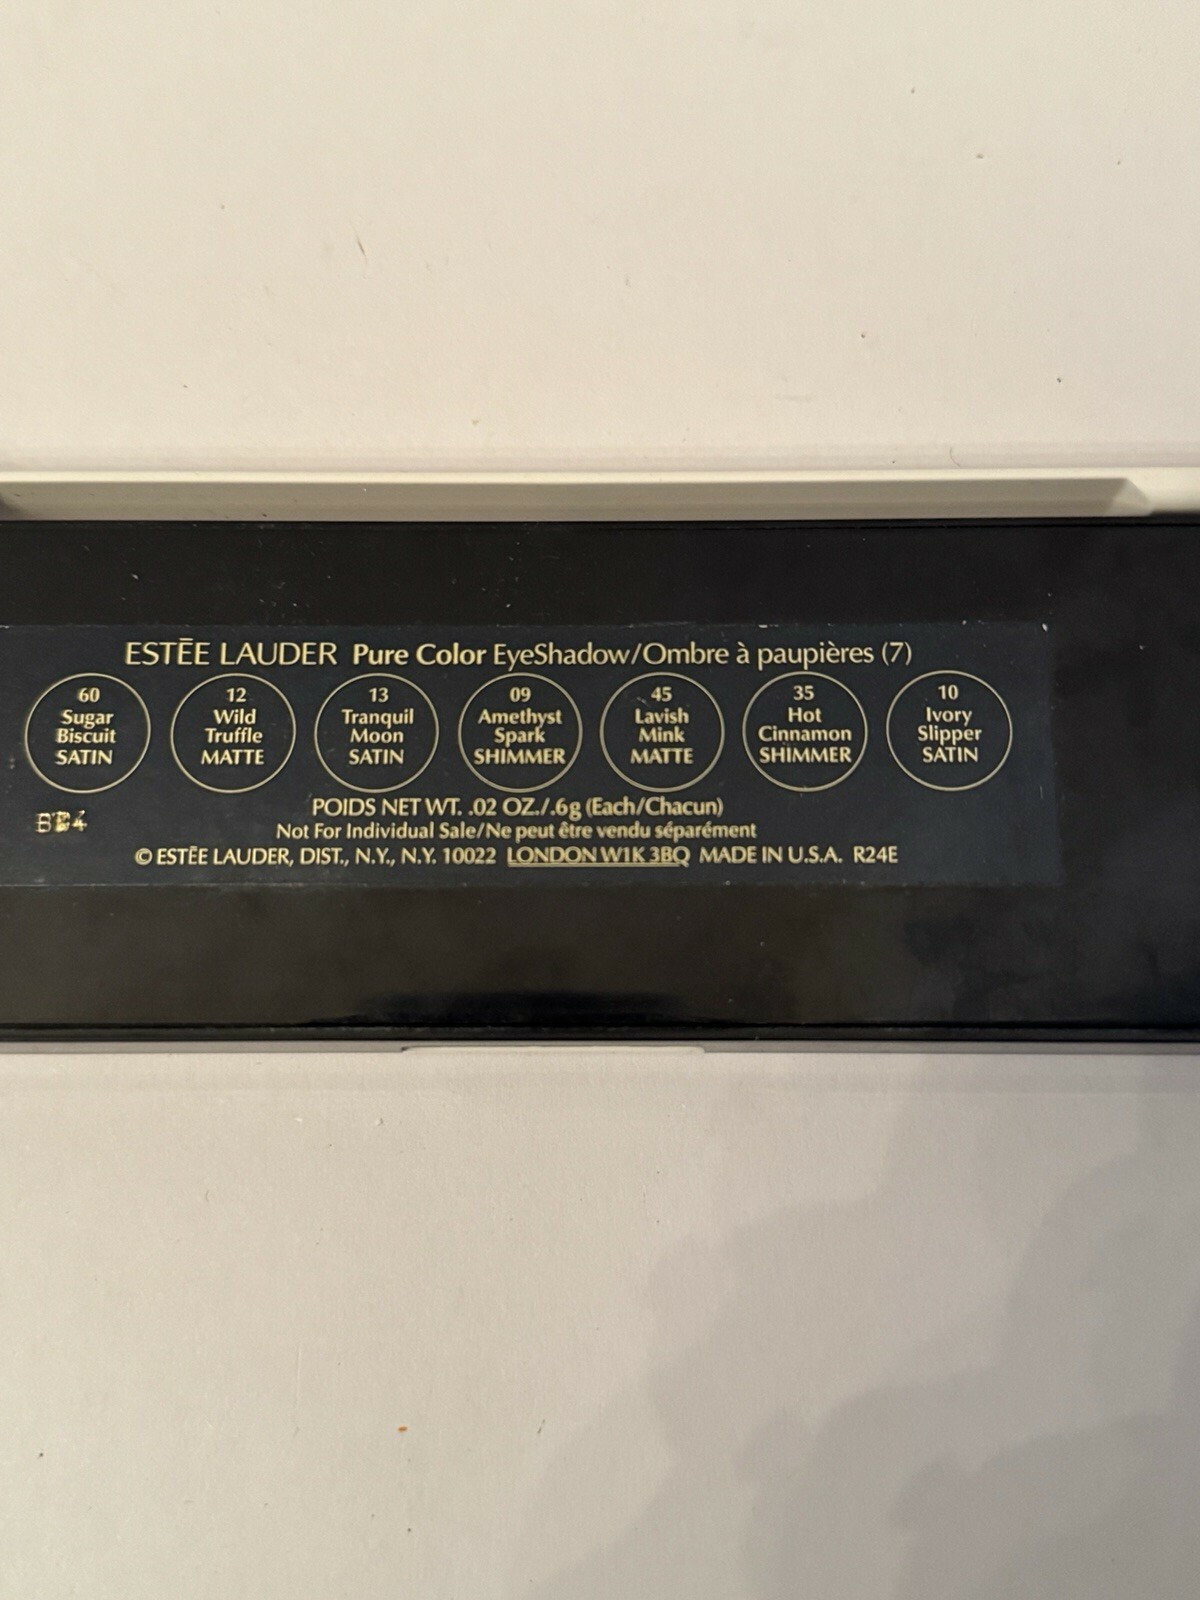 ESTĒE LAUDER Pure Color EyeShadow/Ombre à paupières (7)
60
Sugar
Biscuit
SATIN
12
Wild
Truffle
MATTE
13
Tranquil
Moon
SATIN
09
Amethyst
Spark
SHIMMER
45
Lavish
Mink
MATTE
35
Hot
Cinnamon
SHIMMER
10
Ivory
Slipper
SATIN
POIDS NET WT. .02 OZ./.6g (Each/Chacun)
Not For Individual Sale/Ne peut être vendu séparément
© ESTĒE LAUDER, DIST., N.Y., N.Y. 10022 LONDON W1K 3BQ MADE IN U.S.A. R24E